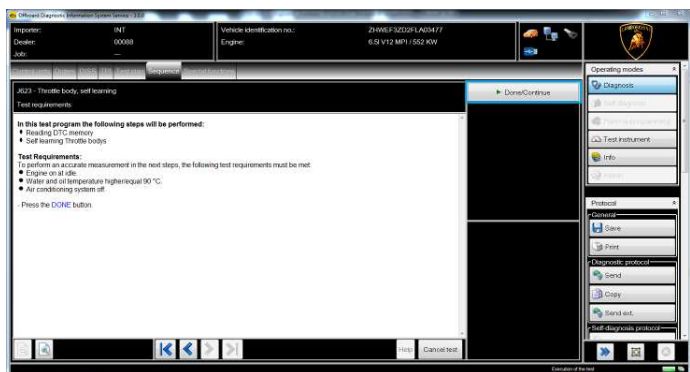 Offboard Diagnostic Information System Service - 3.0.0
Importer: INT
Dealer: 00088
Job: ---
Vehicle identification no.: ZHWEF3ZD2FLA03477
Engine: 6.5l V12 MPI / 552 KW
Operating modes
Sequence
Diagnosis
J623 - Throttle body, self learning
Test requirements
Done/Continue
Test instrument
Info
In this test program the following steps will be performed:
Reading DTC memory
Self learning Throttle bodys
Test Requirements:
To perform an accurate measurement in the next steps, the following test requirements must be met.
Engine on at idle.
Water and oil temperature higher/equal 90 °C.
Air conditioning system off.
- Press the DONE button.
Protocol
General
Save
Print
Diagnostic protocol
Send
Copy
Send ext.
Self-diagnosis protocol
Help
Cancel test
Execution of the test